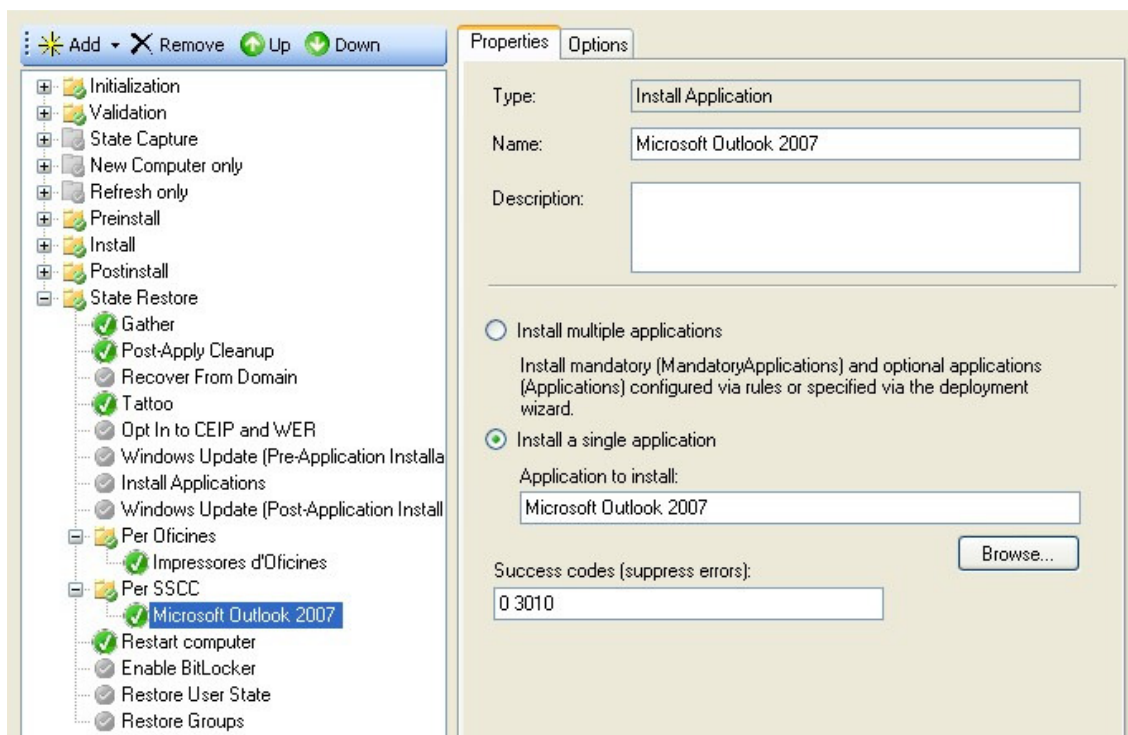 Add Remove Up Down
Initialization
Validation
State Capture
New Computer only
Refresh only
Preinstall
Install
Postinstall
State Restore
Gather
Post-Apply Cleanup
Recover From Domain
Tattoo
Opt In to CEIP and WER
Windows Update (Pre-Application Installa
Install Applications
Windows Update (Post-Application Install
Per Oficines
Impressores d'Oficines
Per SSCC
Microsoft Outlook 2007
Restart computer
Enable BitLocker
Restore User State
Restore Groups
Properties Options
Type: Install Application
Name: Microsoft Outlook 2007
Description:
Install multiple applications
Install mandatory (MandatoryApplications) and optional applications
(Applications) configured via rules or specified via the deployment
wizard.
Install a single application
Application to install:
Microsoft Outlook 2007
Browse...
Success codes (suppress errors):
0 3010